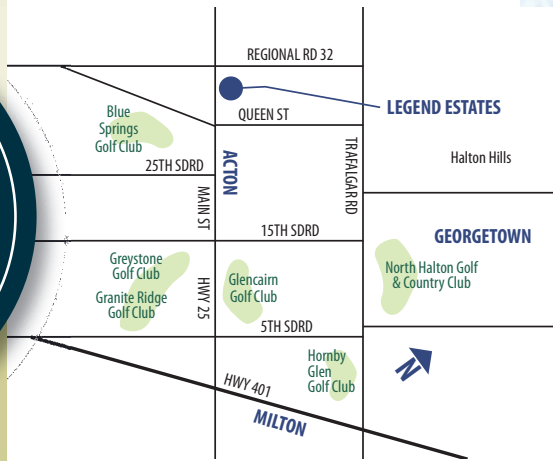 REGIONAL RD 32
LEGEND ESTATES
Blue
Springs
Golf Club
QUEEN ST
25TH SDRD
ACTON
MAIN ST
TRAFALGAR RD
Halton Hills
15TH SDRD
GEORGETOWN
Greystone
Golf Club
Granite Ridge
Golf Club
HWY 25
Glencairn
Golf Club
North Halton Golf
& Country Club
5TH SDRD
Hornby
Glen
Golf Club
N
HWY 401
MILTON